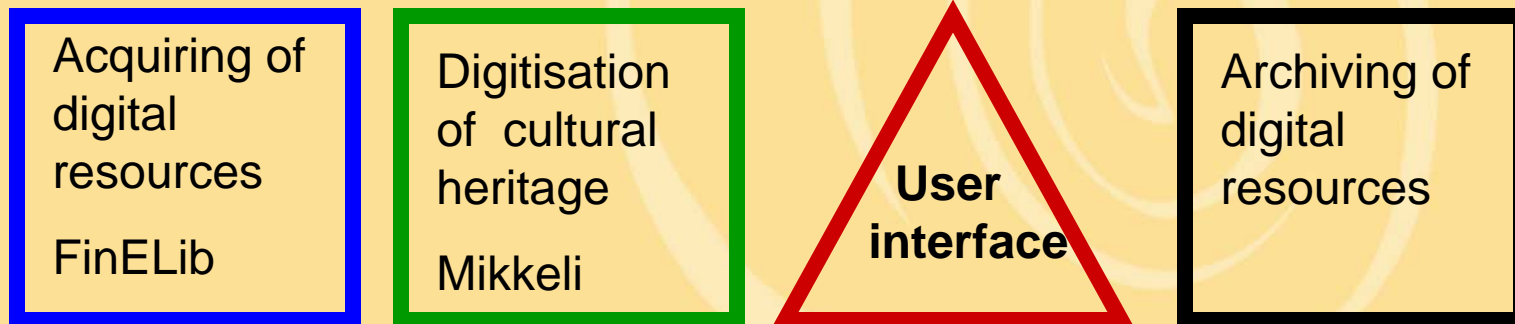 Acquiring of
digital
resources
FinELib
Digitisation
of cultural
heritage
Mikkeli
User
interface
Archiving of
digital
resources